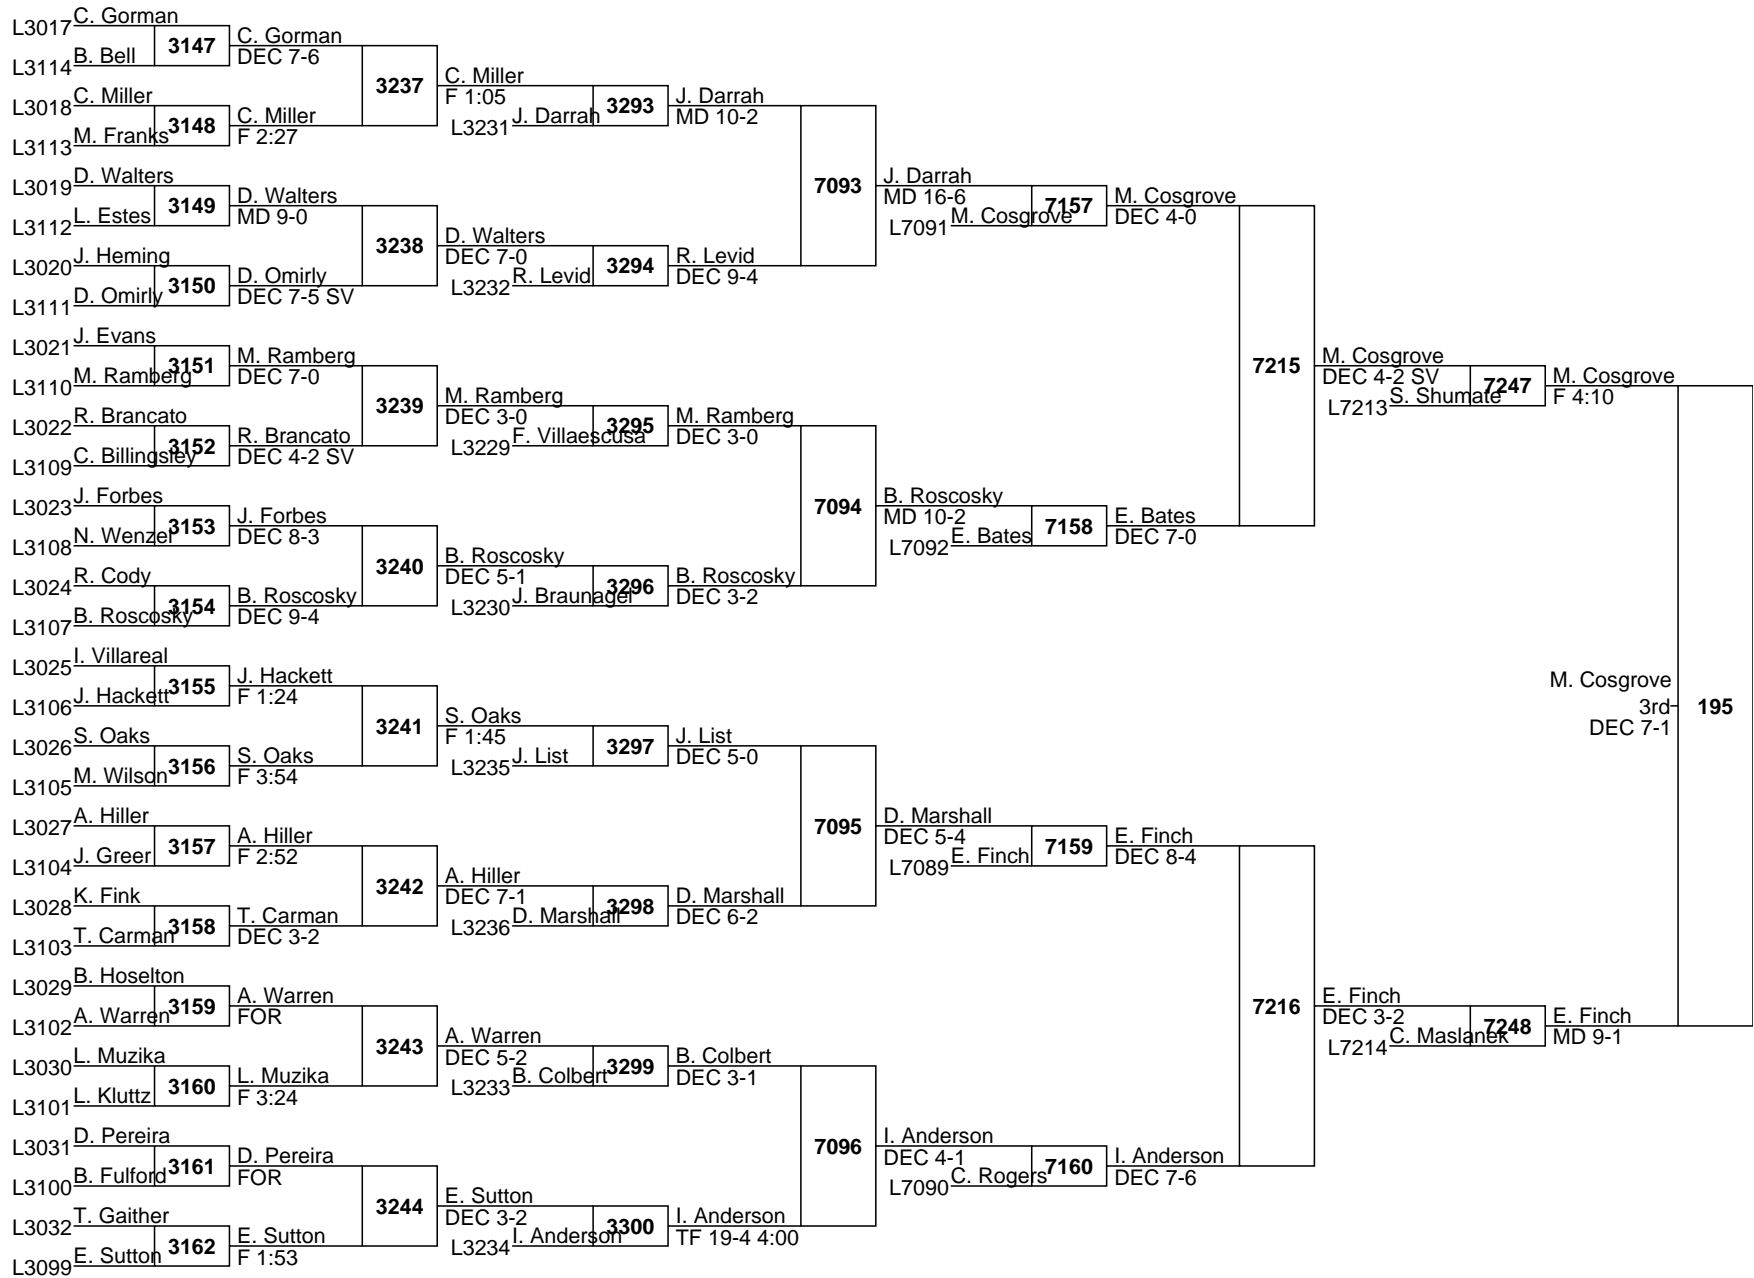 L3017 C. Gorman
3147
C. Gorman
DEC 7-6
L3114 B. Bell
3237
C. Miller
F 1:05
L3018 C. Miller
3148
C. Miller
F 2:27
L3113 M. Franks
L3231 J. Darrah
3293
J. Darrah
MD 10-2
L3019 D. Walters
3149
D. Walters
MD 9-0
L3112 L. Estes
3238
D. Walters
DEC 7-0
L3020 J. Heming
3150
D. Omirly
DEC 7-5 SV
L3111 D. Omirly
L3232 R. Levid
3294
R. Levid
DEC 9-4
7093
J. Darrah
MD 16-6
L7091 M. Cosgrove
7157
M. Cosgrove
DEC 4-0
L3021 J. Evans
3151
M. Ramberg
DEC 7-0
L3110 M. Ramberg
3239
M. Ramberg
DEC 3-0
L3022 R. Brancato
3152
R. Brancato
DEC 4-2 SV
L3109 C. Billingsley
L3229 F. Villaescusa
3295
M. Ramberg
DEC 3-0
L3023 J. Forbes
3153
J. Forbes
DEC 8-3
L3108 N. Wenzel
3240
B. Roscosky
DEC 5-1
L3024 R. Cody
3154
B. Roscosky
DEC 9-4
L3107 B. Roscosky
L3230 J. Braunagel
3296
B. Roscosky
DEC 3-2
7094
B. Roscosky
MD 10-2
L7092 E. Bates
7158
E. Bates
DEC 7-0
7215
M. Cosgrove
DEC 4-2 SV
L7213 S. Shumate
7247
M. Cosgrove
F 4:10
L3025 I. Villareal
3155
J. Hackett
F 1:24
L3106 J. Hackett
3241
S. Oaks
F 1:45
L3026 S. Oaks
3156
S. Oaks
F 3:54
L3105 M. Wilson
L3235 J. List
3297
J. List
DEC 5-0
L3027 A. Hiller
3157
A. Hiller
F 2:52
L3104 J. Greer
3242
A. Hiller
DEC 7-1
L3028 K. Fink
3158
T. Carman
DEC 3-2
L3103 T. Carman
L3236 D. Marshall
3298
D. Marshall
DEC 6-2
7095
D. Marshall
DEC 5-4
L7089 E. Finch
7159
E. Finch
DEC 8-4
L3029 B. Hoselton
3159
A. Warren
FOR
L3102 A. Warren
3243
A. Warren
DEC 5-2
L3030 L. Muzika
3160
L. Muzika
F 3:24
L3101 L. Kluttz
L3233 B. Colbert
3299
B. Colbert
DEC 3-1
L3031 D. Pereira
3161
D. Pereira
FOR
L3100 B. Fulford
3244
E. Sutton
DEC 3-2
L3032 T. Gaither
3162
E. Sutton
F 1:53
L3099 E. Sutton
L3234 I. Anderson
3300
I. Anderson
TF 19-4 4:00
7096
I. Anderson
DEC 4-1
L7090 C. Rogers
7160
I. Anderson
DEC 7-6
7216
E. Finch
DEC 3-2
L7214 C. Maslanek
7248
E. Finch
MD 9-1
M. Cosgrove
3rd
DEC 7-1
195